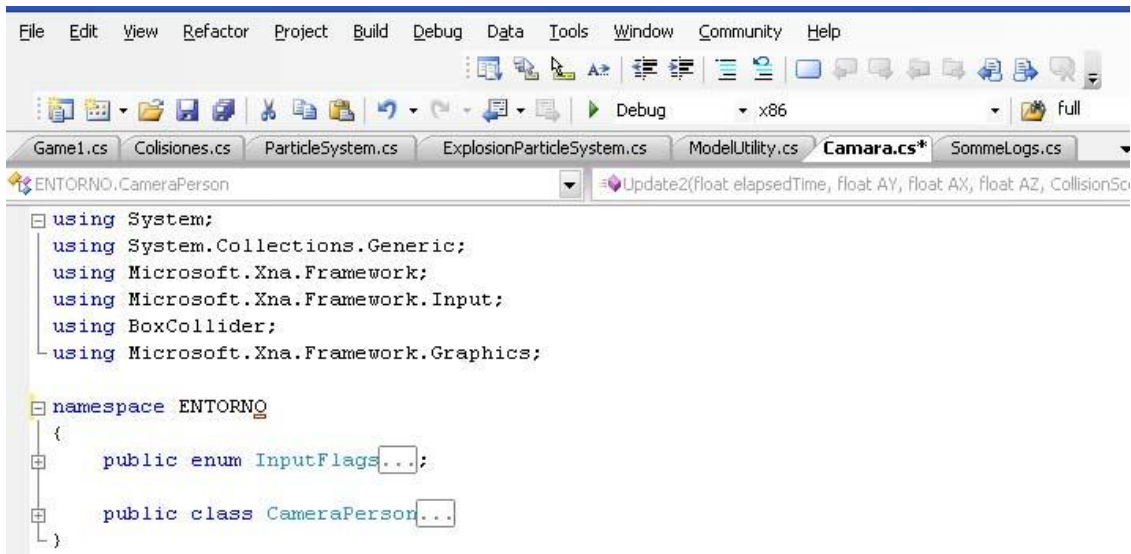 File Edit View Refactor Project Build Debug Data Tools Window Community Help
Debug x86 full
Game1.cs Colisiones.cs ParticleSystem.cs ExplosionParticleSystem.cs ModelUtility.cs Camara.cs* SommeLogs.cs
ENTORNO.CameraPerson Update2(float elapsedTime, float AY, float AX, float AZ, CollisionSc
using System;
using System.Collections.Generic;
using Microsoft.Xna.Framework;
using Microsoft.Xna.Framework.Input;
using BoxCollider;
using Microsoft.Xna.Framework.Graphics;
namespace ENTORNO
{
public enum InputFlags...;
public class CameraPerson...
}